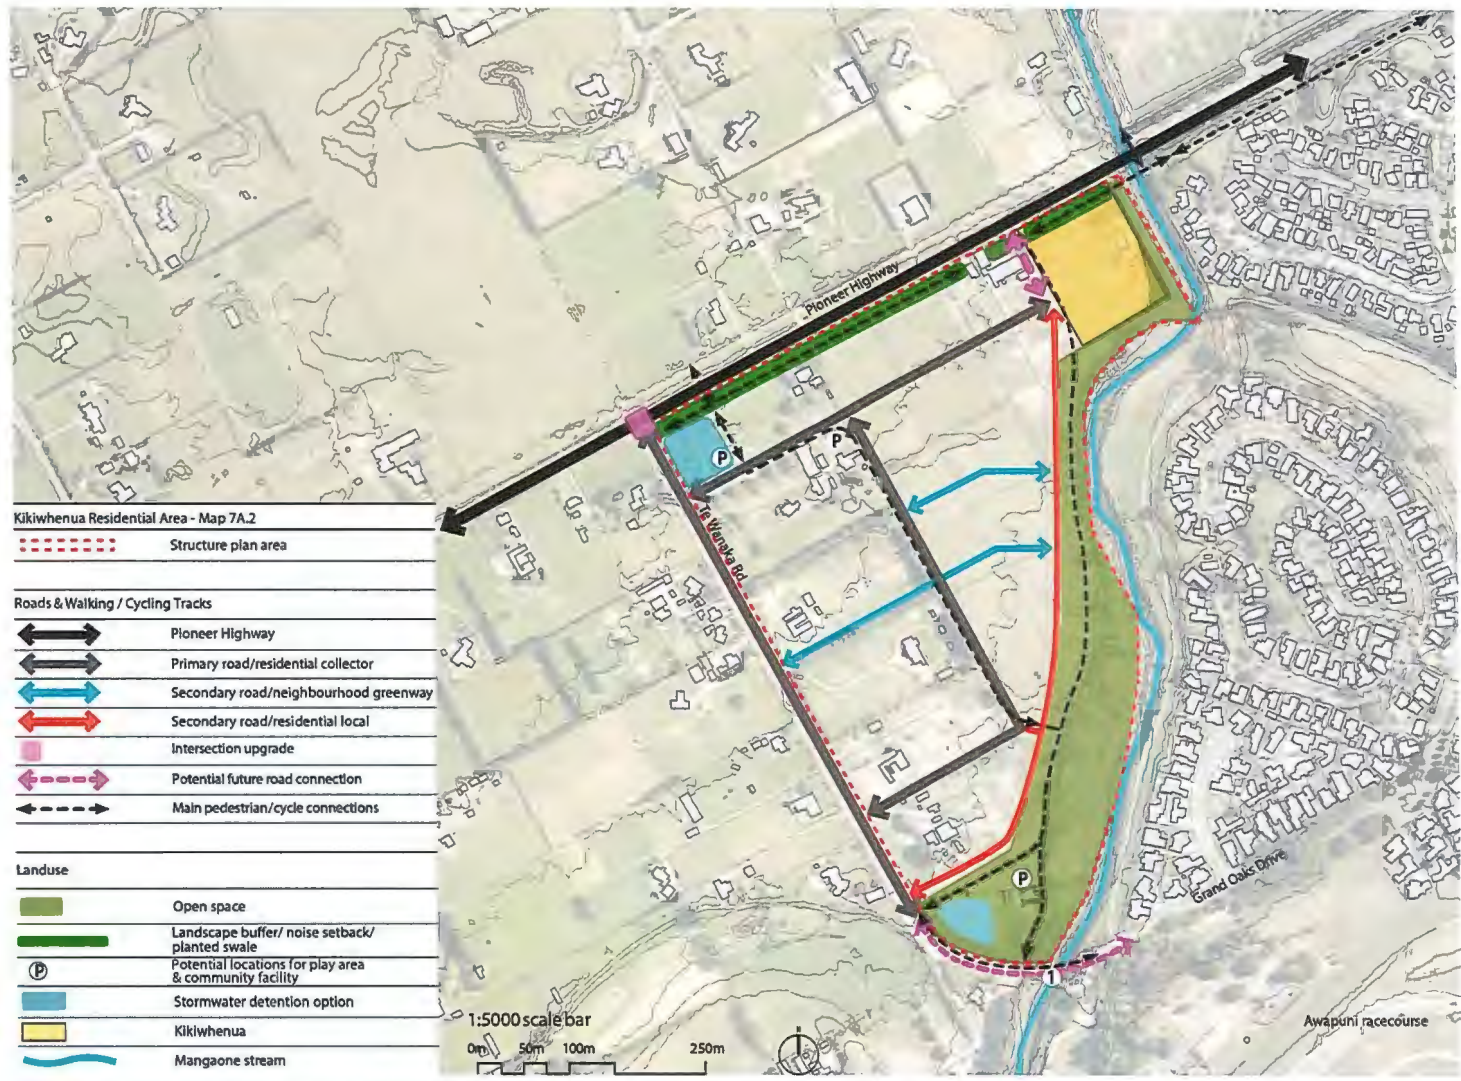 Pioneer Highway
P
P
Te Wanaka Rd
Kikiwhenua Residential Area - Map 7A.2
Structure plan area
Roads & Walking / Cycling Tracks
Pioneer Highway
Primary road/residential collector
Secondary road/neighbourhood greenway
Secondary road/residential local
Intersection upgrade
Potential future road connection
Main pedestrian/cycle connections
Landuse
Open space
Landscape buffer/ noise setback/
planted swale
P
Potential locations for play area
& community facility
Stormwater detention option
Kikiwhenua
Mangaone stream
P
Grand Oaks Drive
1
1:5000 scale bar
0m 50m 100m 250m
Awapuni racecourse